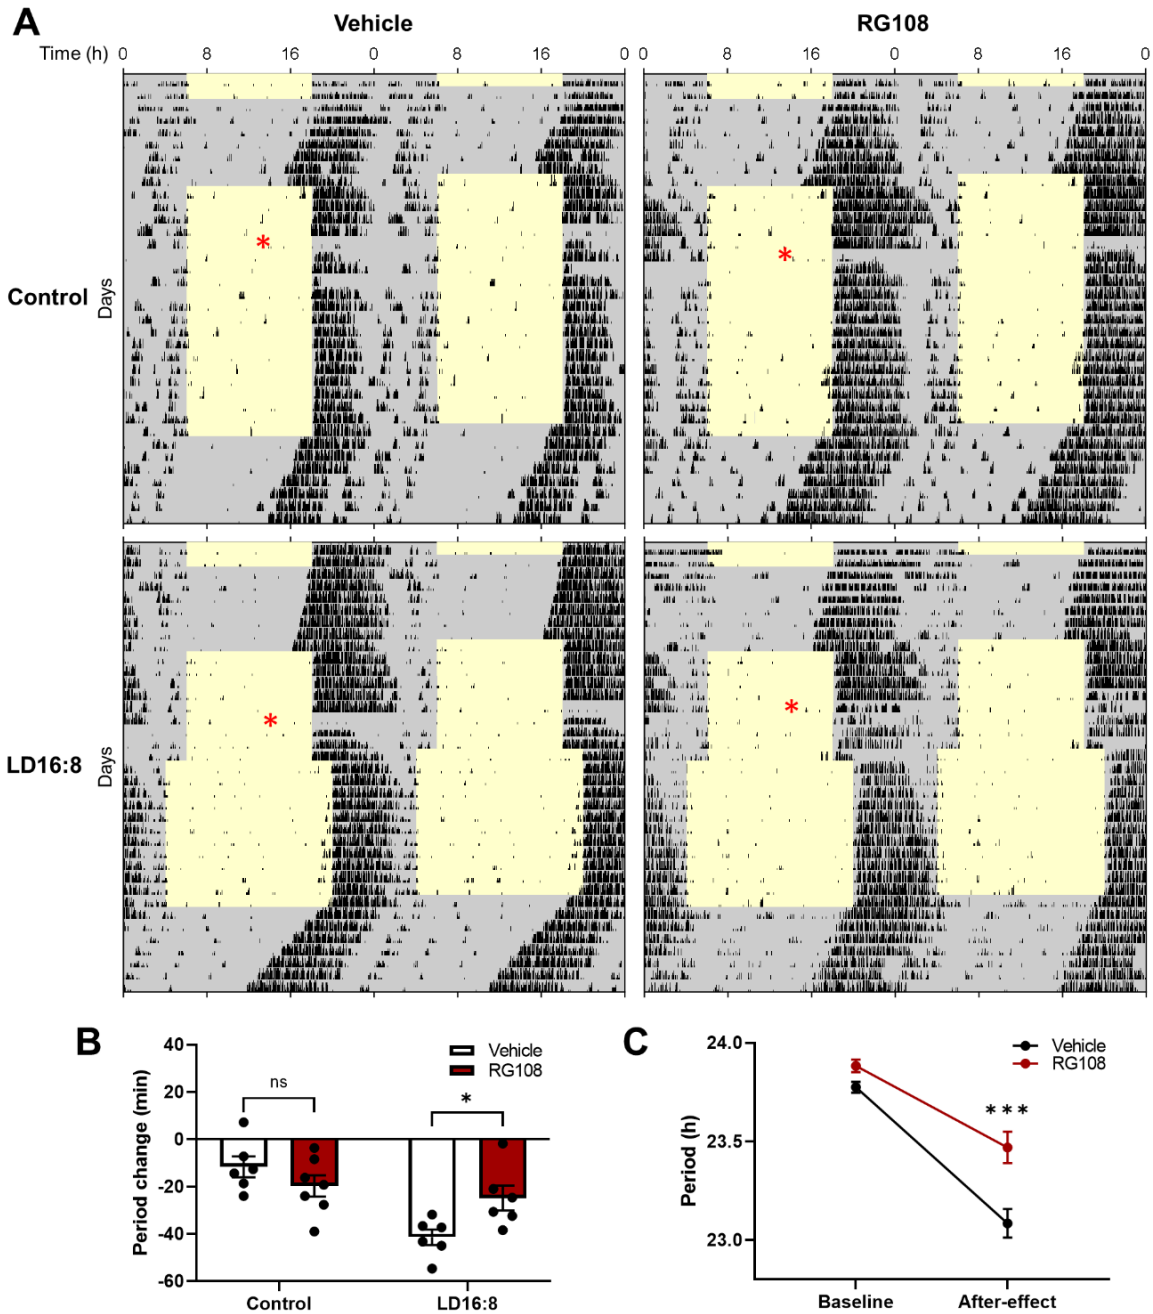 A
Vehicle
RG108
Time (h)
0 8 16 0 8 16 0
0 8 16 0 8 16 0
Control
Days
*
*
LD16:8
Days
*
*
B
40
20
0
-20
-40
-60
Period change (min)
Vehicle
RG108
ns
*
Control
LD16:8
C
24.0
23.5
23.0
Period (h)
Vehicle
RG108
***
Baseline
After-effect